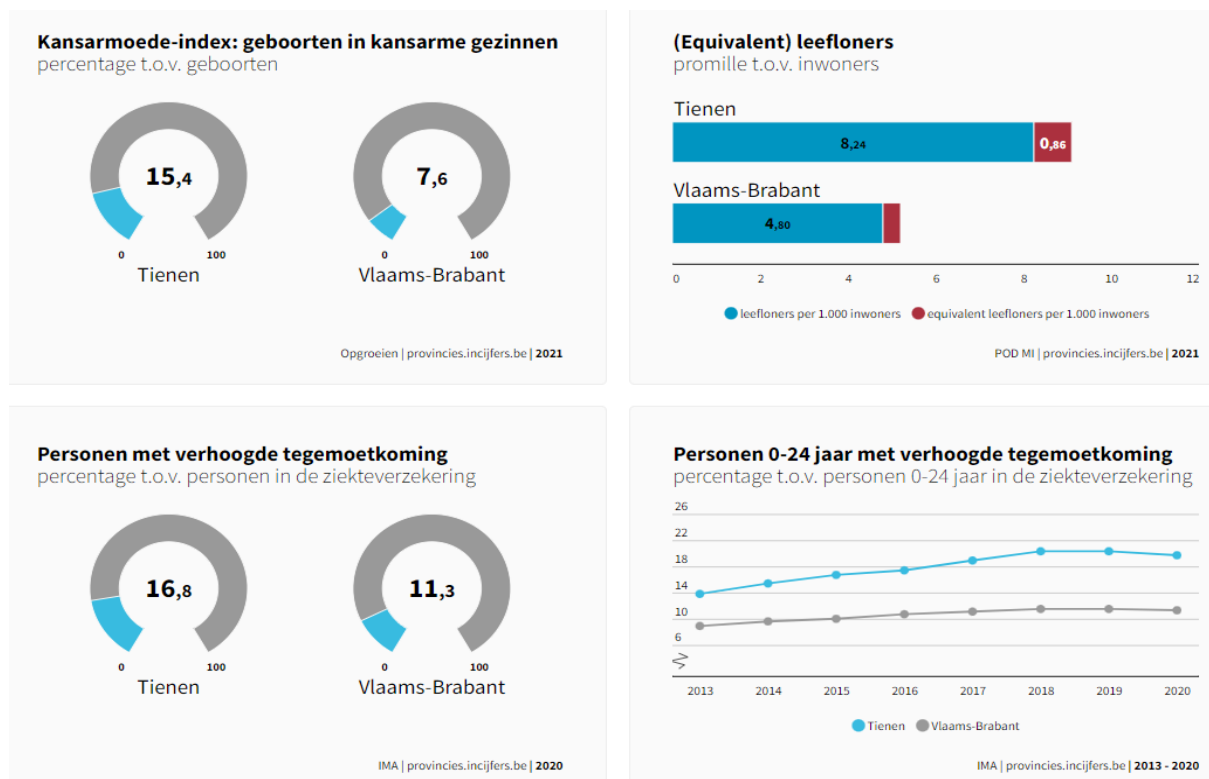 Kansarmoede-index: geboorten in kansarme gezinnen
percentage t.o.v. geboorten
15,4
0
100
Tienen
7,6
0
100
Vlaams-Brabant
Opgroeien | provincies.incijfers.be | 2021
(Equivalent) leefloners
promille t.o.v. inwoners
Tienen
8,24
0,86
Vlaams-Brabant
4,80
0 2 4 6 8 10 12
leefloners per 1.000 inwoners equivalent leefloners per 1.000 inwoners
POD MI | provincies.incijfers.be | 2021
Personen met verhoogde tegemoetkoming
percentage t.o.v. personen in de ziekteverzekering
16,8
0
100
Tienen
11,3
0
100
Vlaams-Brabant
IMA | provincies.incijfers.be | 2020
Personen 0-24 jaar met verhoogde tegemoetkoming
percentage t.o.v. personen 0-24 jaar in de ziekteverzekering
26
22
18
14
10
6
2013 2014 2015 2016 2017 2018 2019 2020
Tienen Vlaams-Brabant
IMA | provincies.incijfers.be | 2013 - 2020